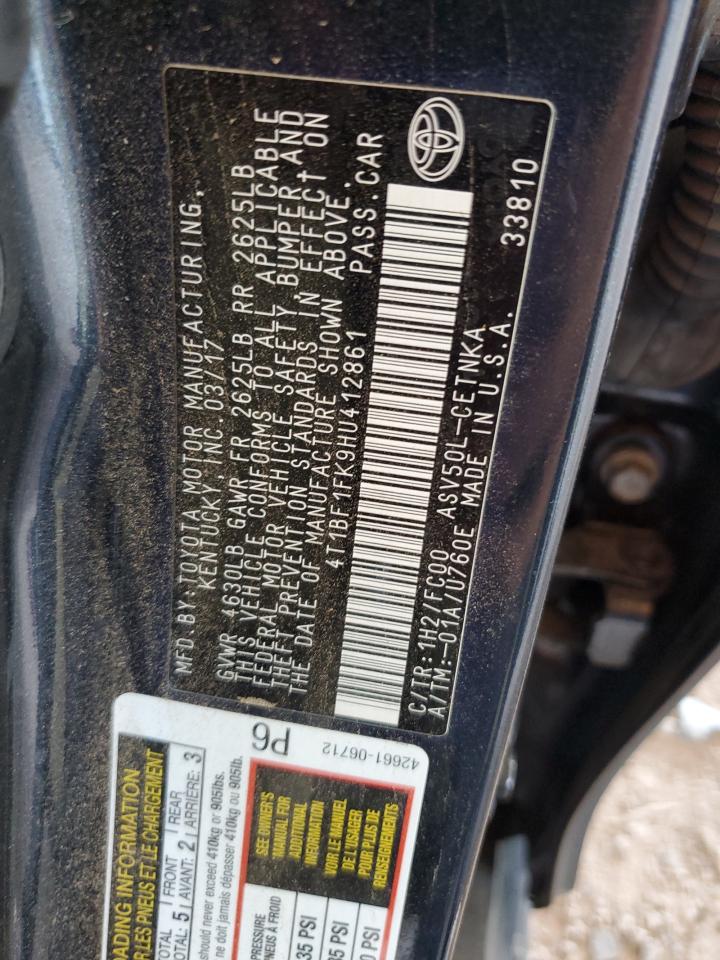 MFD.BY:TOYOTA MOTOR MANUFACTURING,
KENTUCKY, INC. 03/17
GVWR 4630LB GAWR FR 2625LB RR 2625LB
THIS VEHICLE CONFORMS TO ALL APPLICABLE
FEDERAL MOTOR VEHICLE SAFETY, BUMPER,AND
THEFT PREVENTION STANDARDS IN EFFECT ON
THE DATE OF MANUFACTURE SHOWN ABOVE.
4T1BF1FK9HU412861 PASS.CAR
C/TR:1H2/FC00 ASV50L-CETNKA
A/TM:-01A/U760E MADE IN U.S.A. 33810
LOADING INFORMATION
LES PNEUS ET LE CHARGEMENT
TOTAL: 5 FRONT AVANT: 2 REAR ARRIÈRE: 3
should never exceed 410kg or 905lbs.
ne doit jamais dépasser 410kg ou 905lb.
P6
42661-06712
SEE OWNER'S
MANUAL FOR
ADDITIONAL
INFORMATION
VOIR LE MANUEL
DE L'USAGER
POUR PLUS DE
RENSEIGNEMENTS
PRESSURE
À FROID
35 PSI
35 PSI
PSI